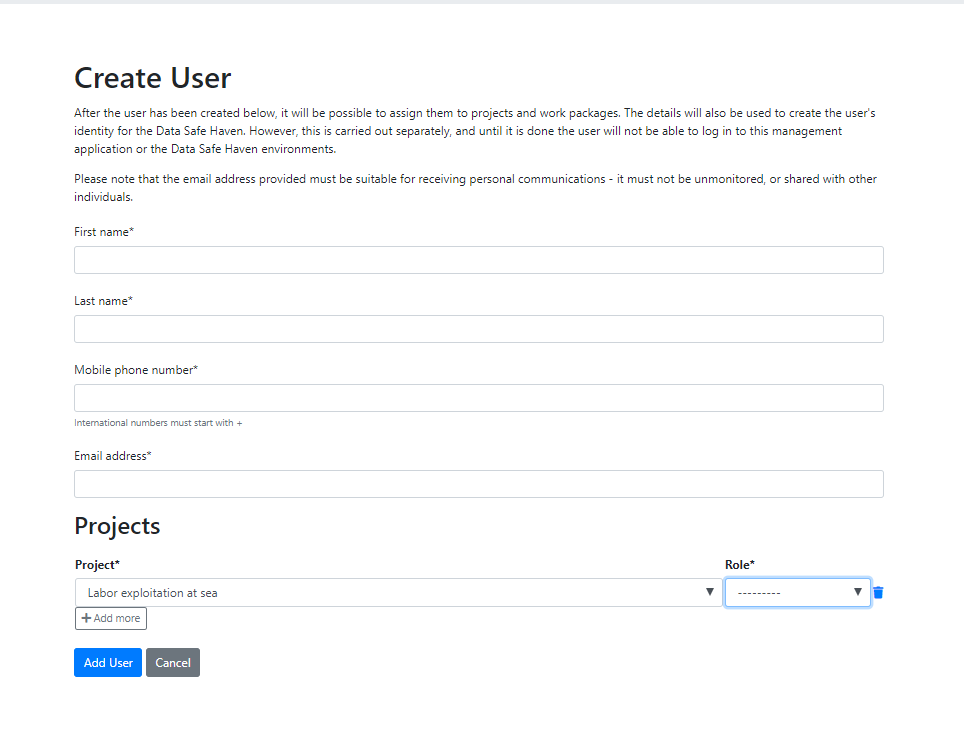 Create User
After the user has been created below, it will be possible to assign them to projects and work packages. The details will also be used to create the user's
identity for the Data Safe Haven. However, this is carried out separately, and until it is done the user will not be able to log in to this management
application or the Data Safe Haven environments.
Please note that the email address provided must be suitable for receiving personal communications - it must not be unmonitored, or shared with other
individuals.
First name*
Last name*
Mobile phone number*
International numbers must start with +
Email address*
Projects
Project* Role*
Labor exploitation at sea ---------
+ Add more
Add User Cancel